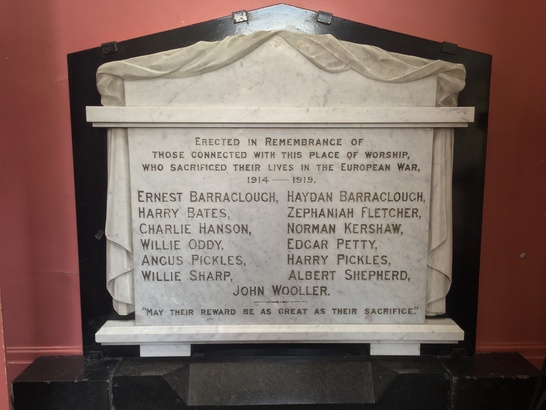 Erected in Remembrance of
those connected with this place of worship,
who sacrificed their lives in the European War,
1914 — 1919.
Ernest Barraclough, Haydan Barraclough,
Harry Bates, Zephaniah Fletcher,
Charlie Hanson, Norman Kershaw,
Willie Oddy, Edgar Petty,
Angus Pickles, Harry Pickles,
Willie Sharp, Albert Shepherd,
John Wooller.
"May their reward be as great as their sacrifice."